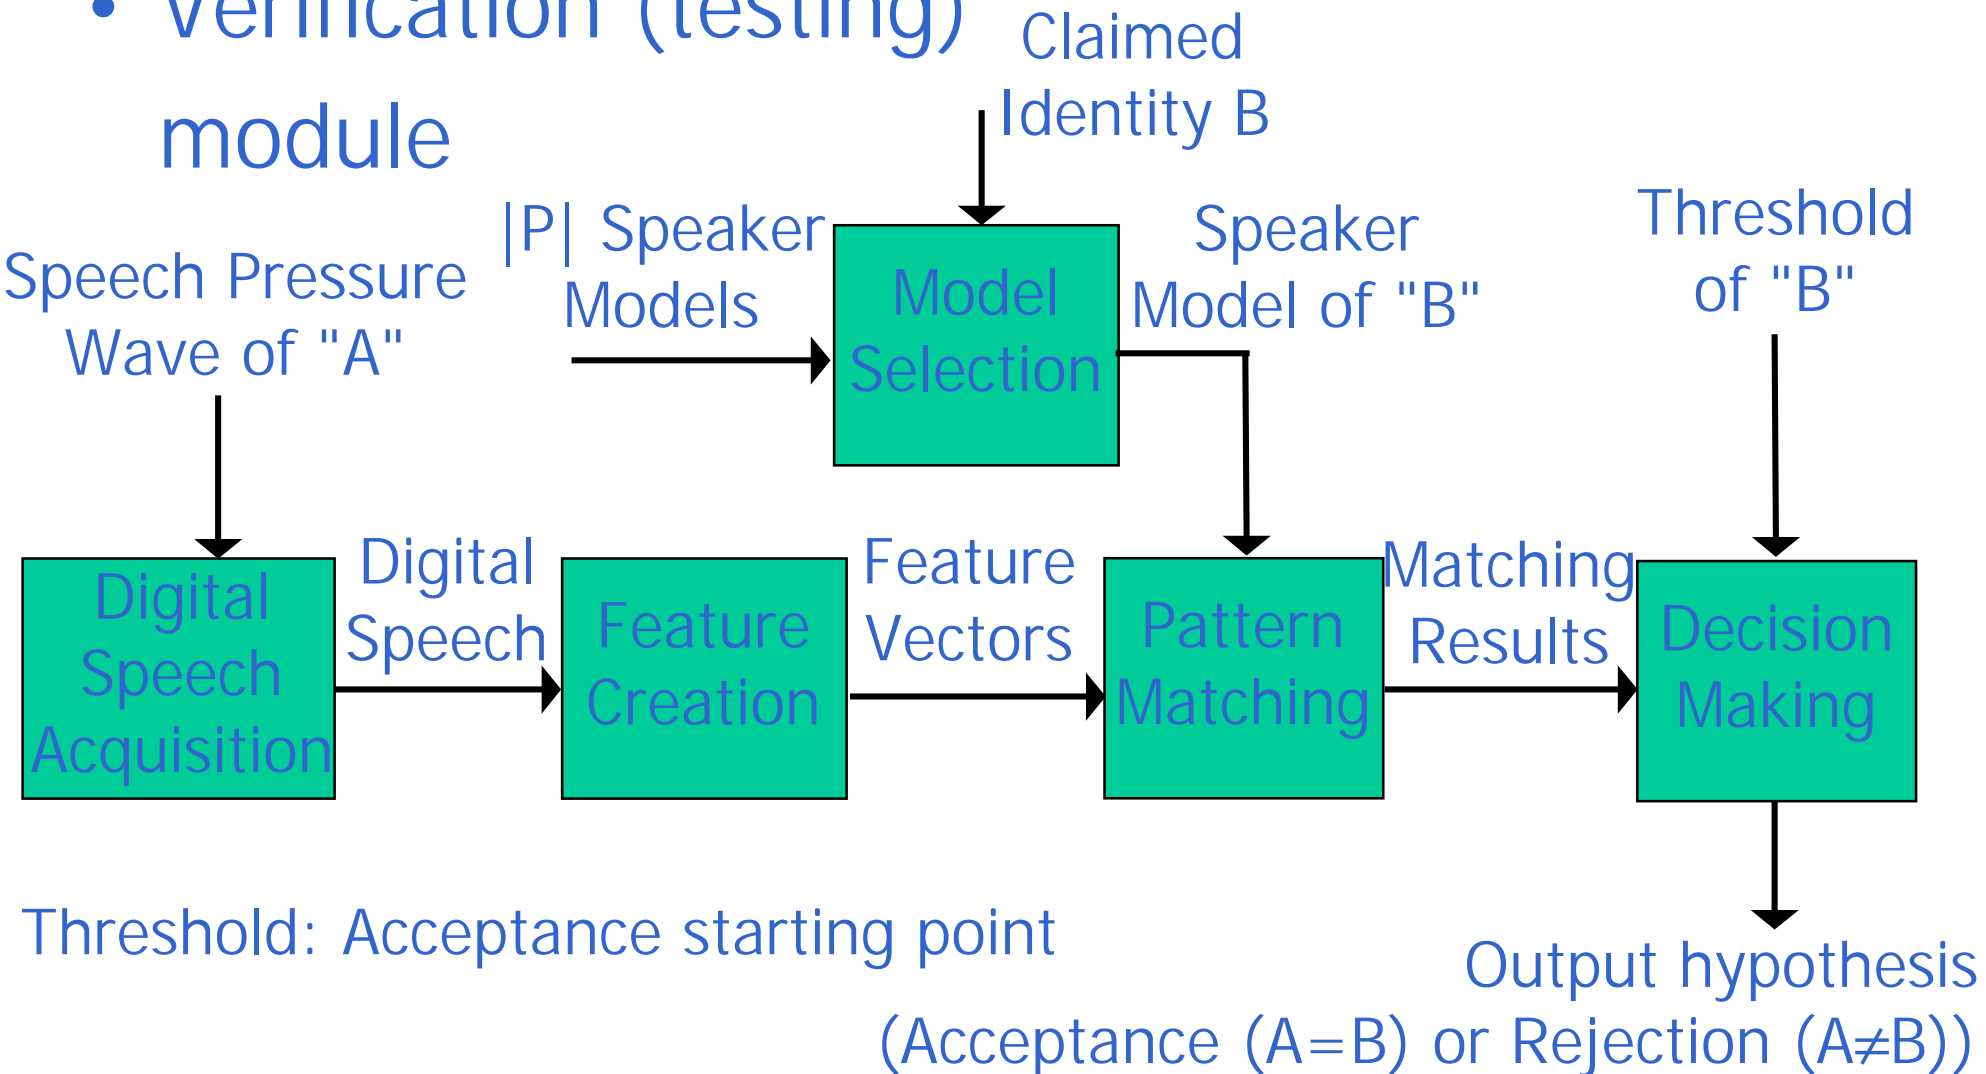 • Verification (testing)
module
Claimed
Identity B
|P| Speaker
Models
Speaker
Model of "B"
Threshold
of "B"
Speech Pressure
Wave of "A"
Model
Selection
Digital
Speech
Acquisition
Digital
Speech
Feature
Creation
Feature
Vectors
Pattern
Matching
Matching
Results
Decision
Making
Threshold: Acceptance starting point
Output hypothesis
(Acceptance (A=B) or Rejection (A≠B))